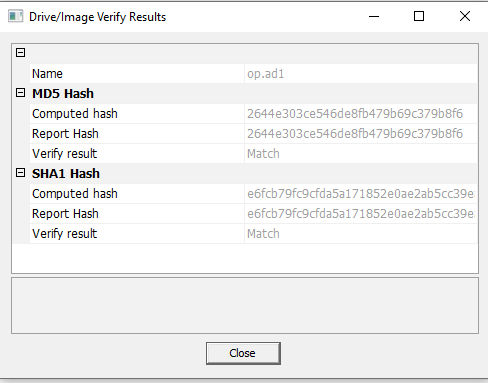 Drive/Image Verify Results
Name op.ad1
MD5 Hash
Computed hash 2644e303ce546de8fb479b69c379b8f6
Report Hash 2644e303ce546de8fb479b69c379b8f6
Verify result Match
SHA1 Hash
Computed hash e6fcb79fc9cfda5a171852e0ae2ab5cc39e
Report Hash e6fcb79fc9cfda5a171852e0ae2ab5cc39e
Verify result Match
Close